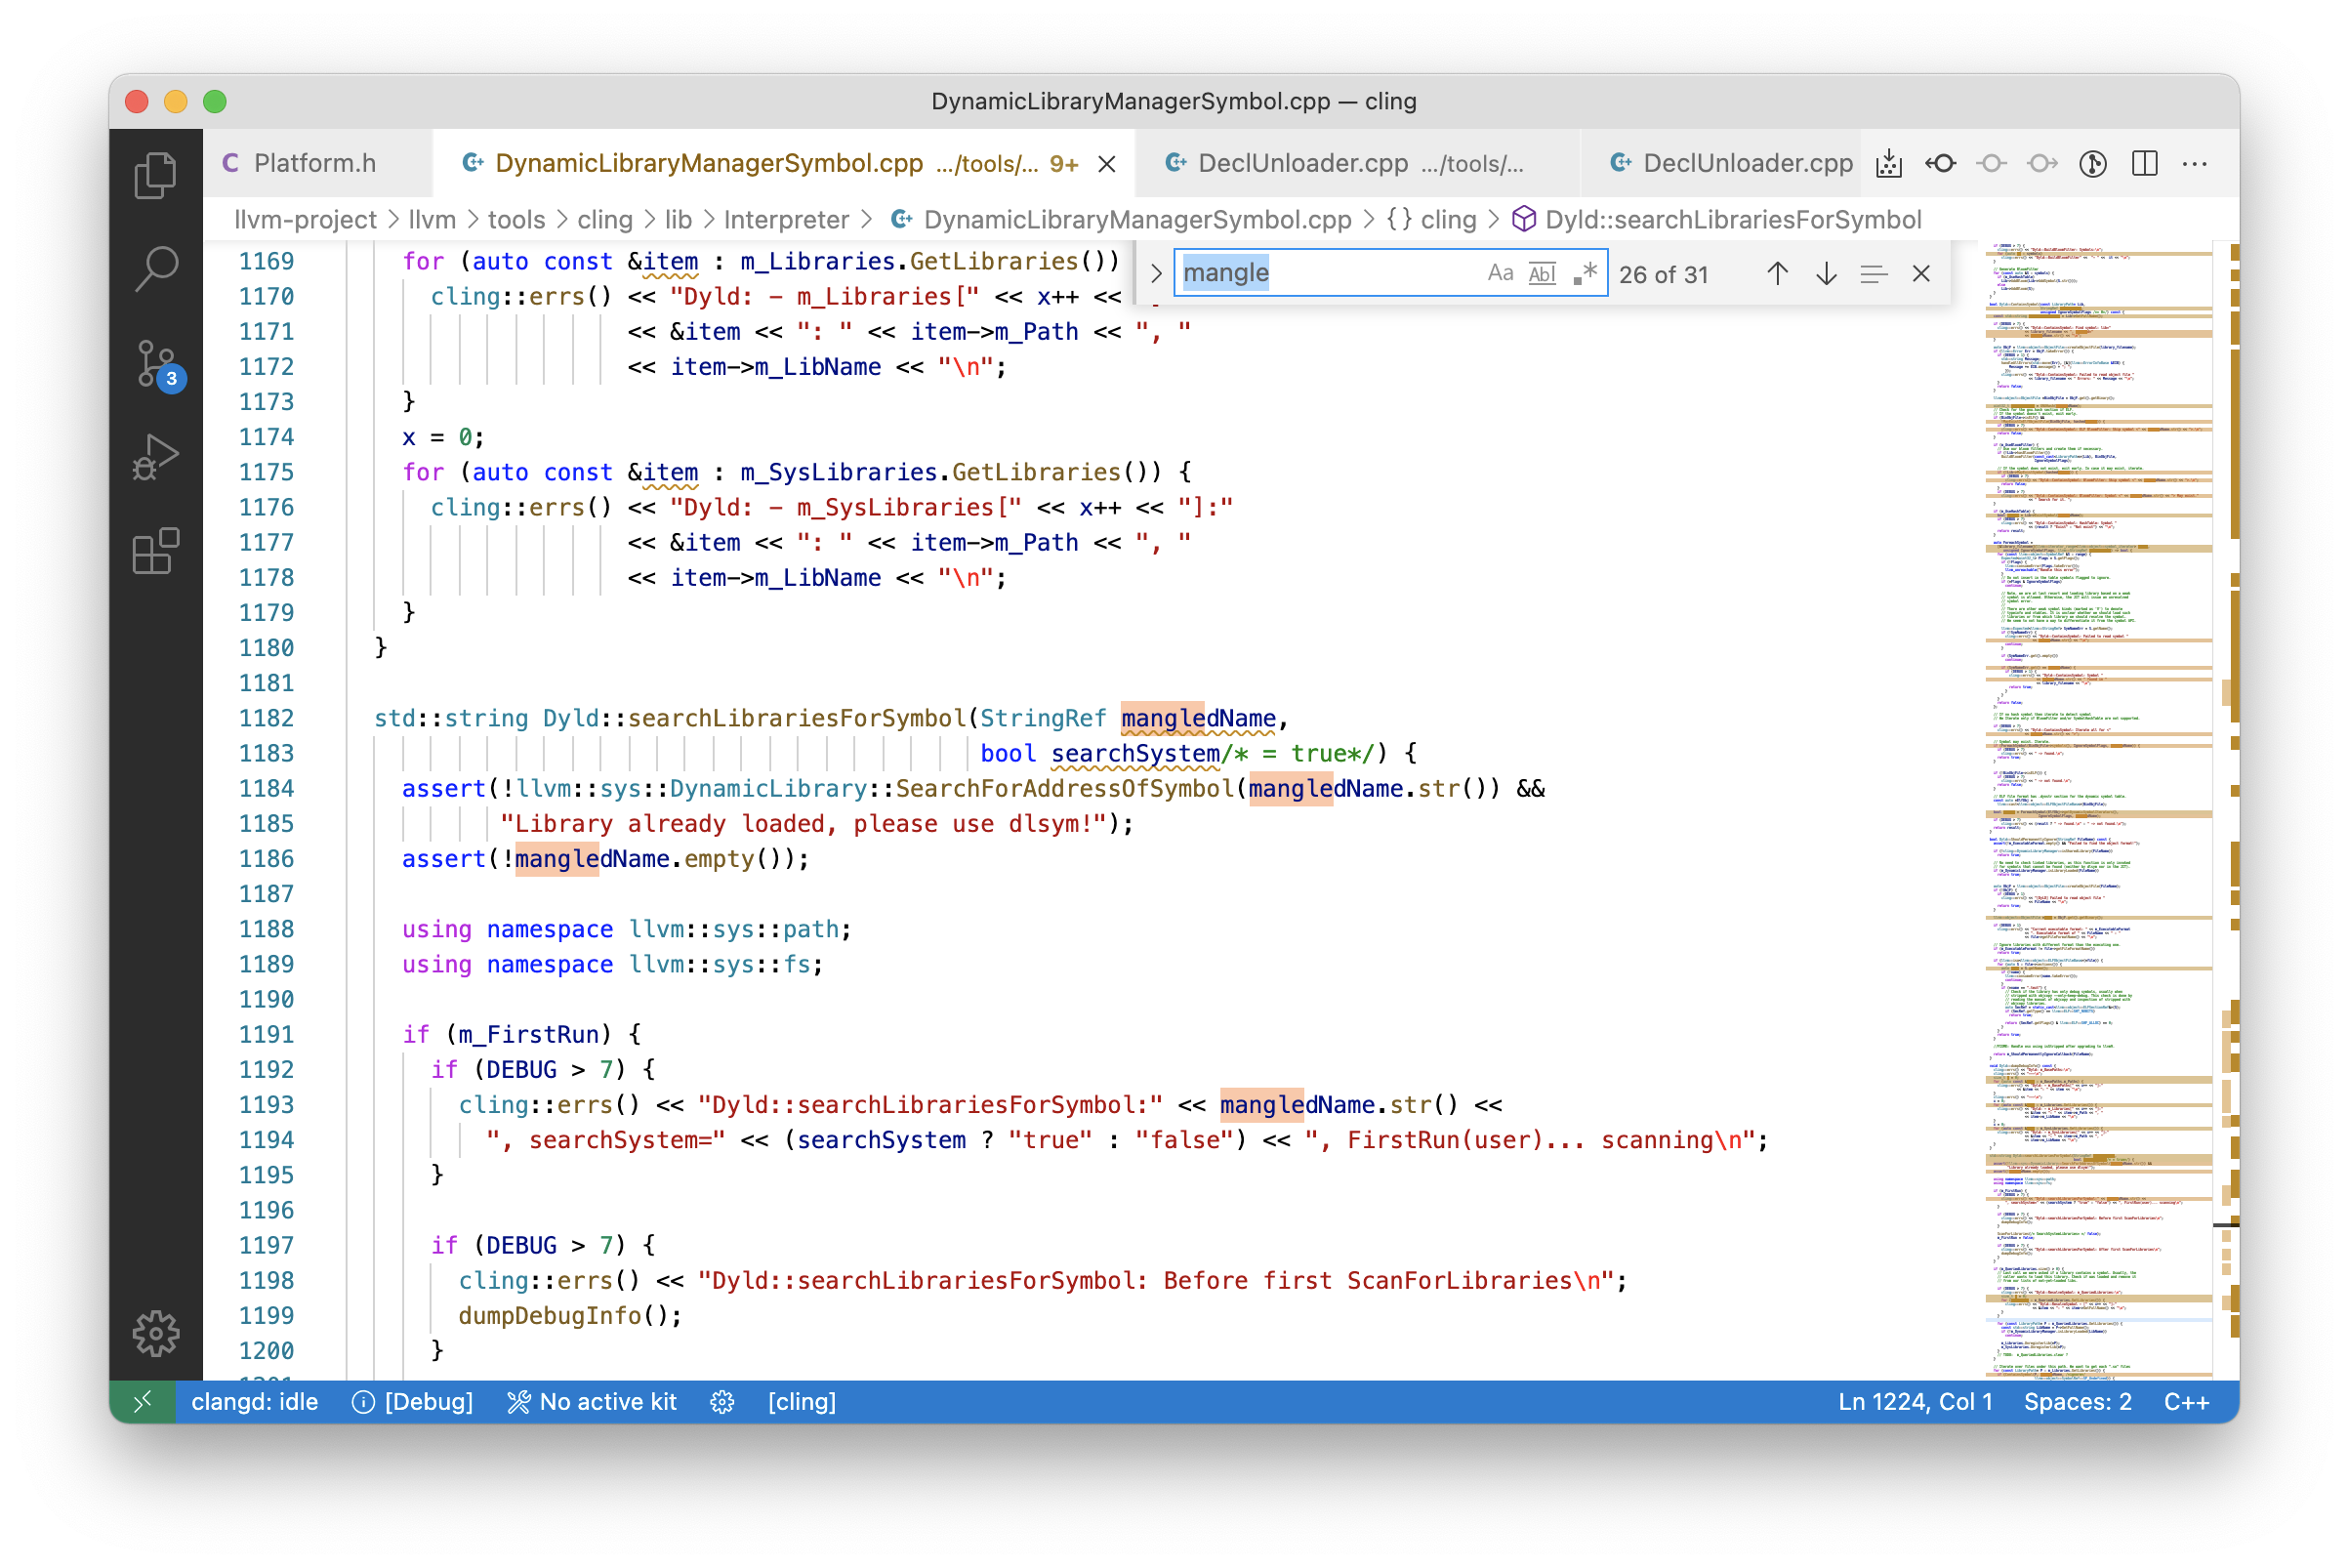 DynamicLibraryManagerSymbol.cpp — cling
Platform.h
DynamicLibraryManagerSymbol.cpp .../tools/... 9+
DeclUnloader.cpp .../tools/...
DeclUnloader.cpp
llvm-project > llvm > tools > cling > lib > Interpreter > DynamicLibraryManagerSymbol.cpp > {} cling > Dyld::searchLibrariesForSymbol
mangle Aa Abl .* 26 of 31
3
1169 for (auto const &item : m_Libraries.GetLibraries())
1170 cling::errs() << "Dyld: - m_Libraries[" << x++ <<
1171 << &item << ": " << item->m_Path << ", "
1172 << item->m_LibName << "\n";
1173 }
1174 x = 0;
1175 for (auto const &item : m_SysLibraries.GetLibraries()) {
1176 cling::errs() << "Dyld: - m_SysLibraries[" << x++ << "]:"
1177 << &item << ": " << item->m_Path << ", "
1178 << item->m_LibName << "\n";
1179 }
1180 }
1181
1182 std::string Dyld::searchLibrariesForSymbol(StringRef mangledName,
1183 bool searchSystem/* = true*/) {
1184 assert(!llvm::sys::DynamicLibrary::SearchForAddressOfSymbol(mangledName.str()) &&
1185 "Library already loaded, please use dlsym!");
1186 assert(!mangledName.empty());
1187
1188 using namespace llvm::sys::path;
1189 using namespace llvm::sys::fs;
1190
1191 if (m_FirstRun) {
1192 if (DEBUG > 7) {
1193 cling::errs() << "Dyld::searchLibrariesForSymbol:" << mangledName.str() <<
1194 ", searchSystem=" << (searchSystem ? "true" : "false") << ", FirstRun(user)... scanning\n";
1195 }
1196
1197 if (DEBUG > 7) {
1198 cling::errs() << "Dyld::searchLibrariesForSymbol: Before first ScanForLibraries\n";
1199 dumpDebugInfo();
1200 }
clangd: idle [Debug] No active kit [cling] Ln 1224, Col 1 Spaces: 2 C++